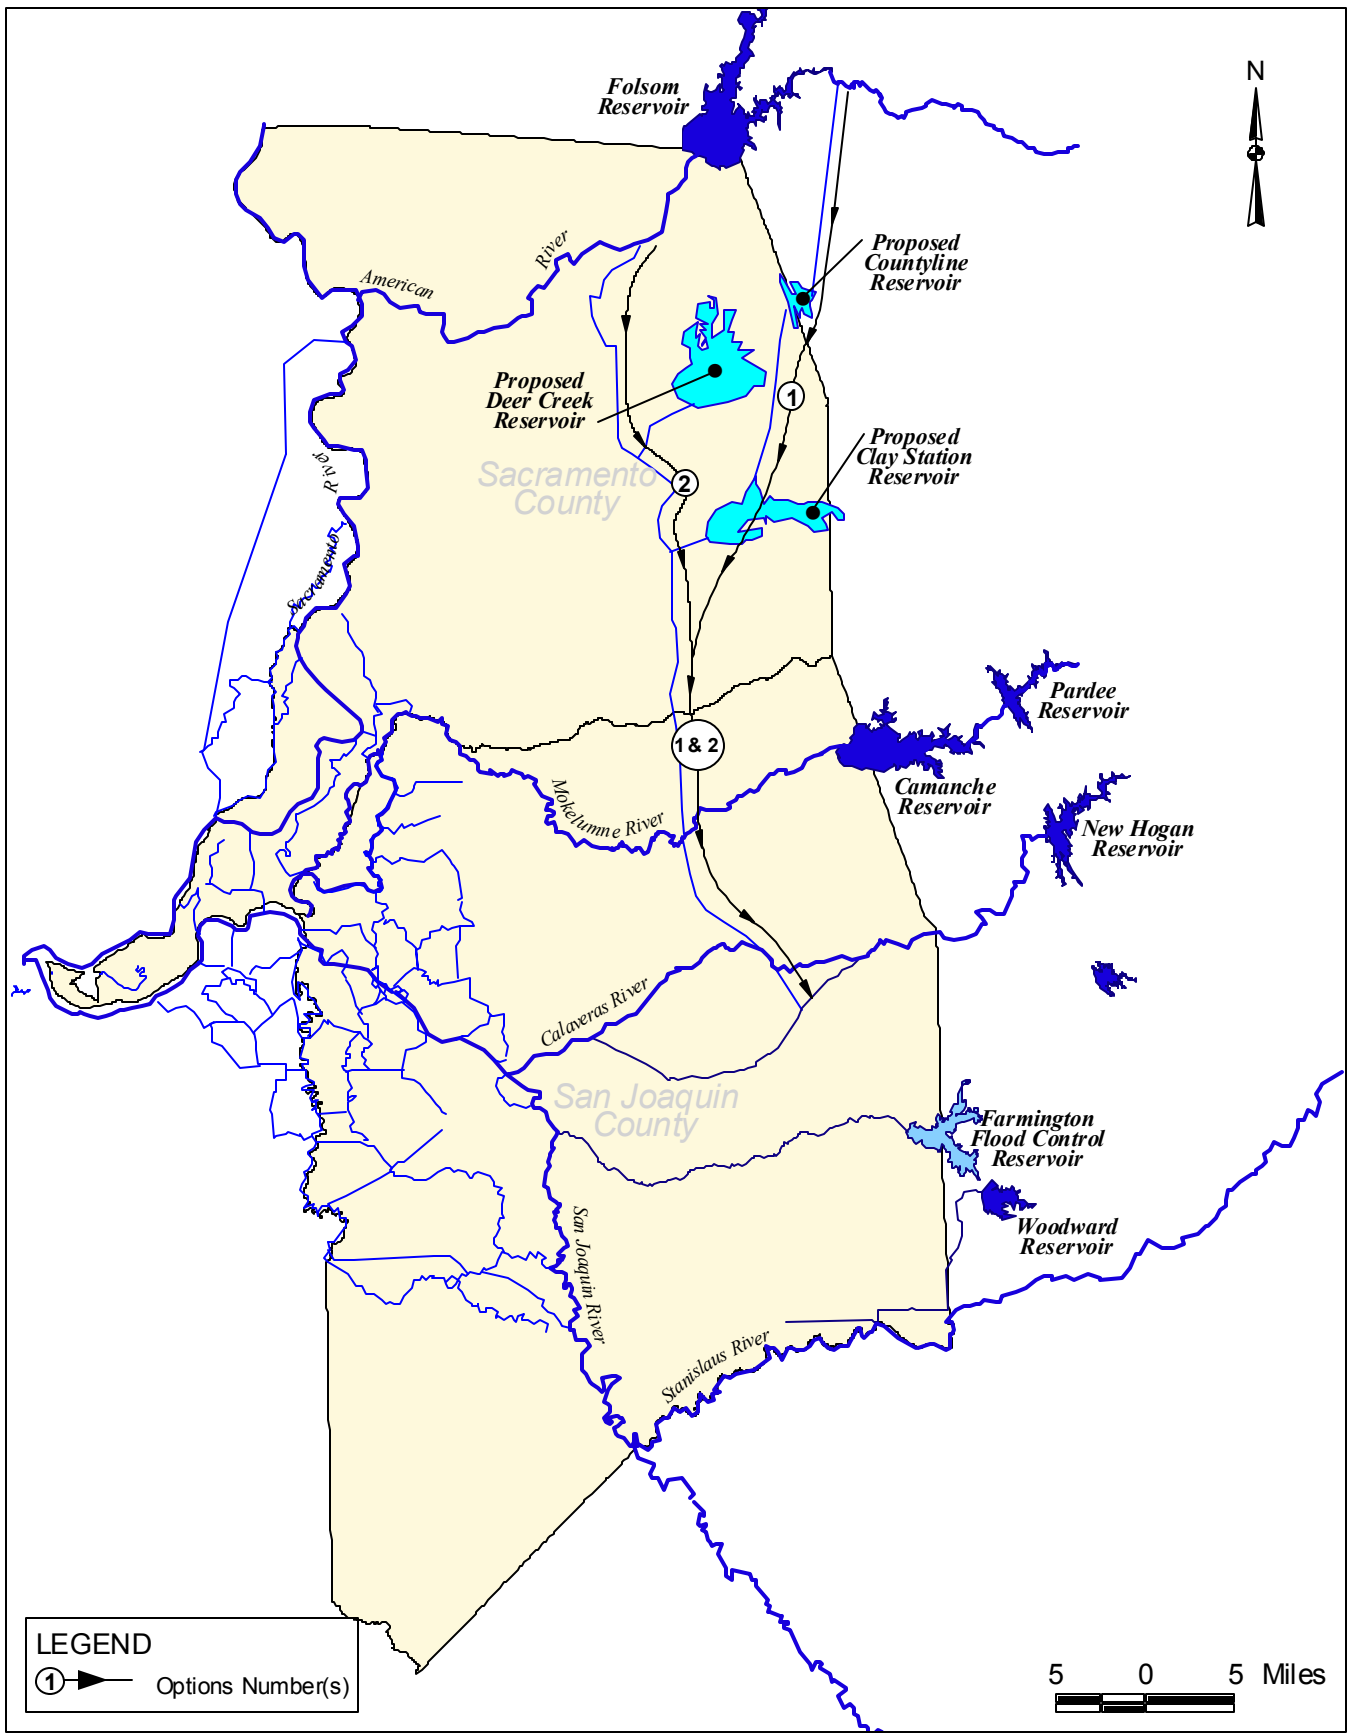 N
Folsom
Reservoir
Proposed
Countyline
Reservoir
River
American
Proposed
Deer Creek
Reservoir
1
Proposed
Clay Station
Reservoir
Sacramento
County
2
River
Sacramento
Pardee
Reservoir
1 & 2
Camanche
Reservoir
Mokelumne River
New Hogan
Reservoir
Calaveras River
San Joaquin
County
Farmington
Flood Control
Reservoir
San Joaquin River
Woodward
Reservoir
Stanislaus River
LEGEND
1 Options Number(s)
5 0 5 Miles